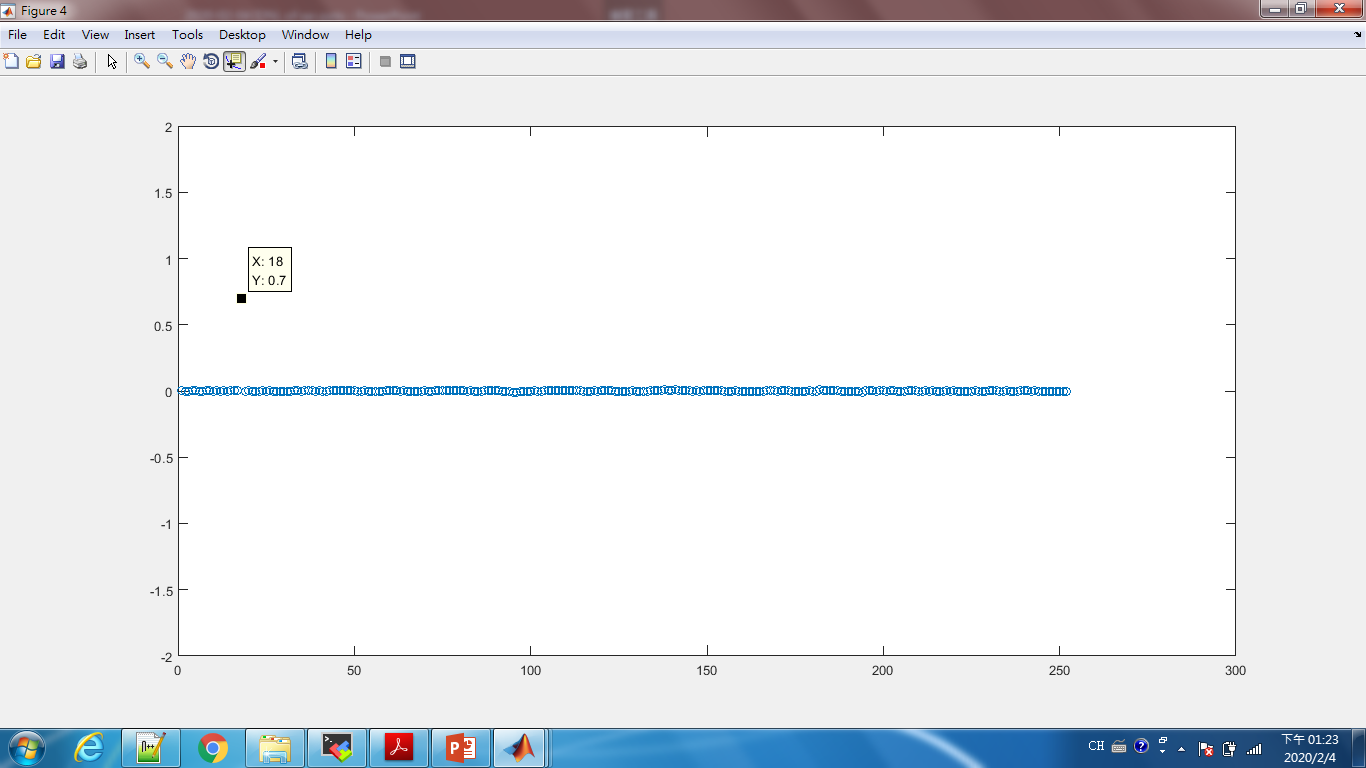 Figure 4
File Edit View Insert Tools Desktop Window Help
2
1.5
1
0.5
0
-0.5
-1
-1.5
-2
X: 18
Y: 0.7
0 50 100 150 200 250 300
CH
下午 01:23
2020/2/4